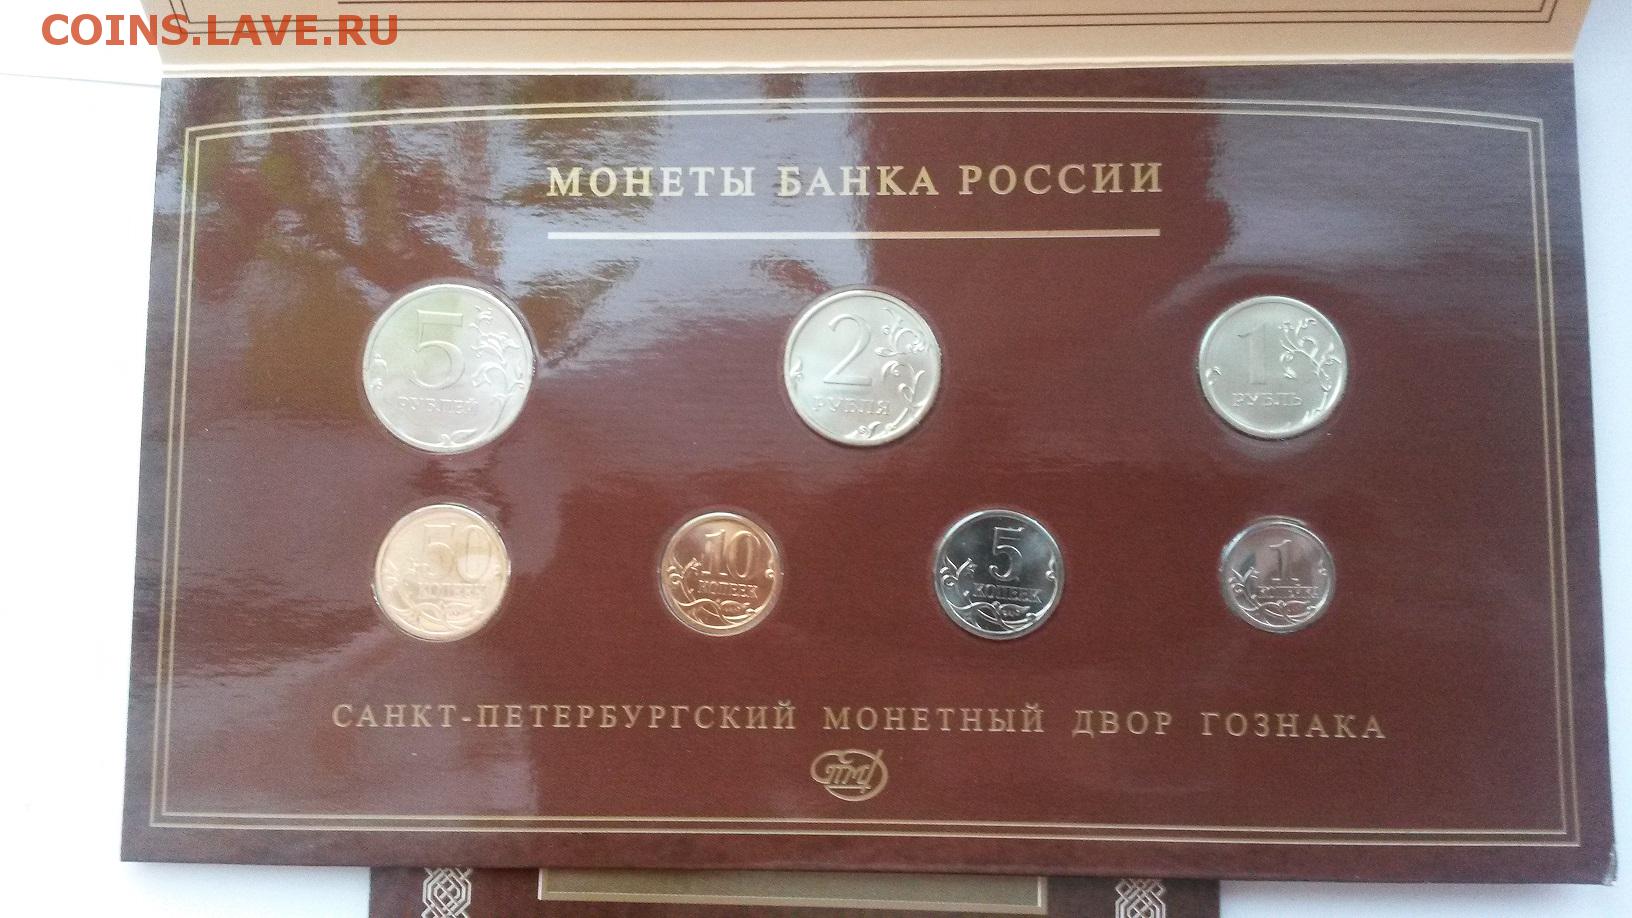 COINS.LAVE.RU
МОНЕТЫ БАНКА РОССИИ
5
РУБЛЕЙ
2
РУБЛЯ
1
РУБЛЬ
50
КОПЕЕК
10
КОПЕЕК
5
КОПЕЕК
1
КОПЕЙКА
САНКТ-ПЕТЕРБУРГСКИЙ МОНЕТНЫЙ ДВОР ГОЗНАКА